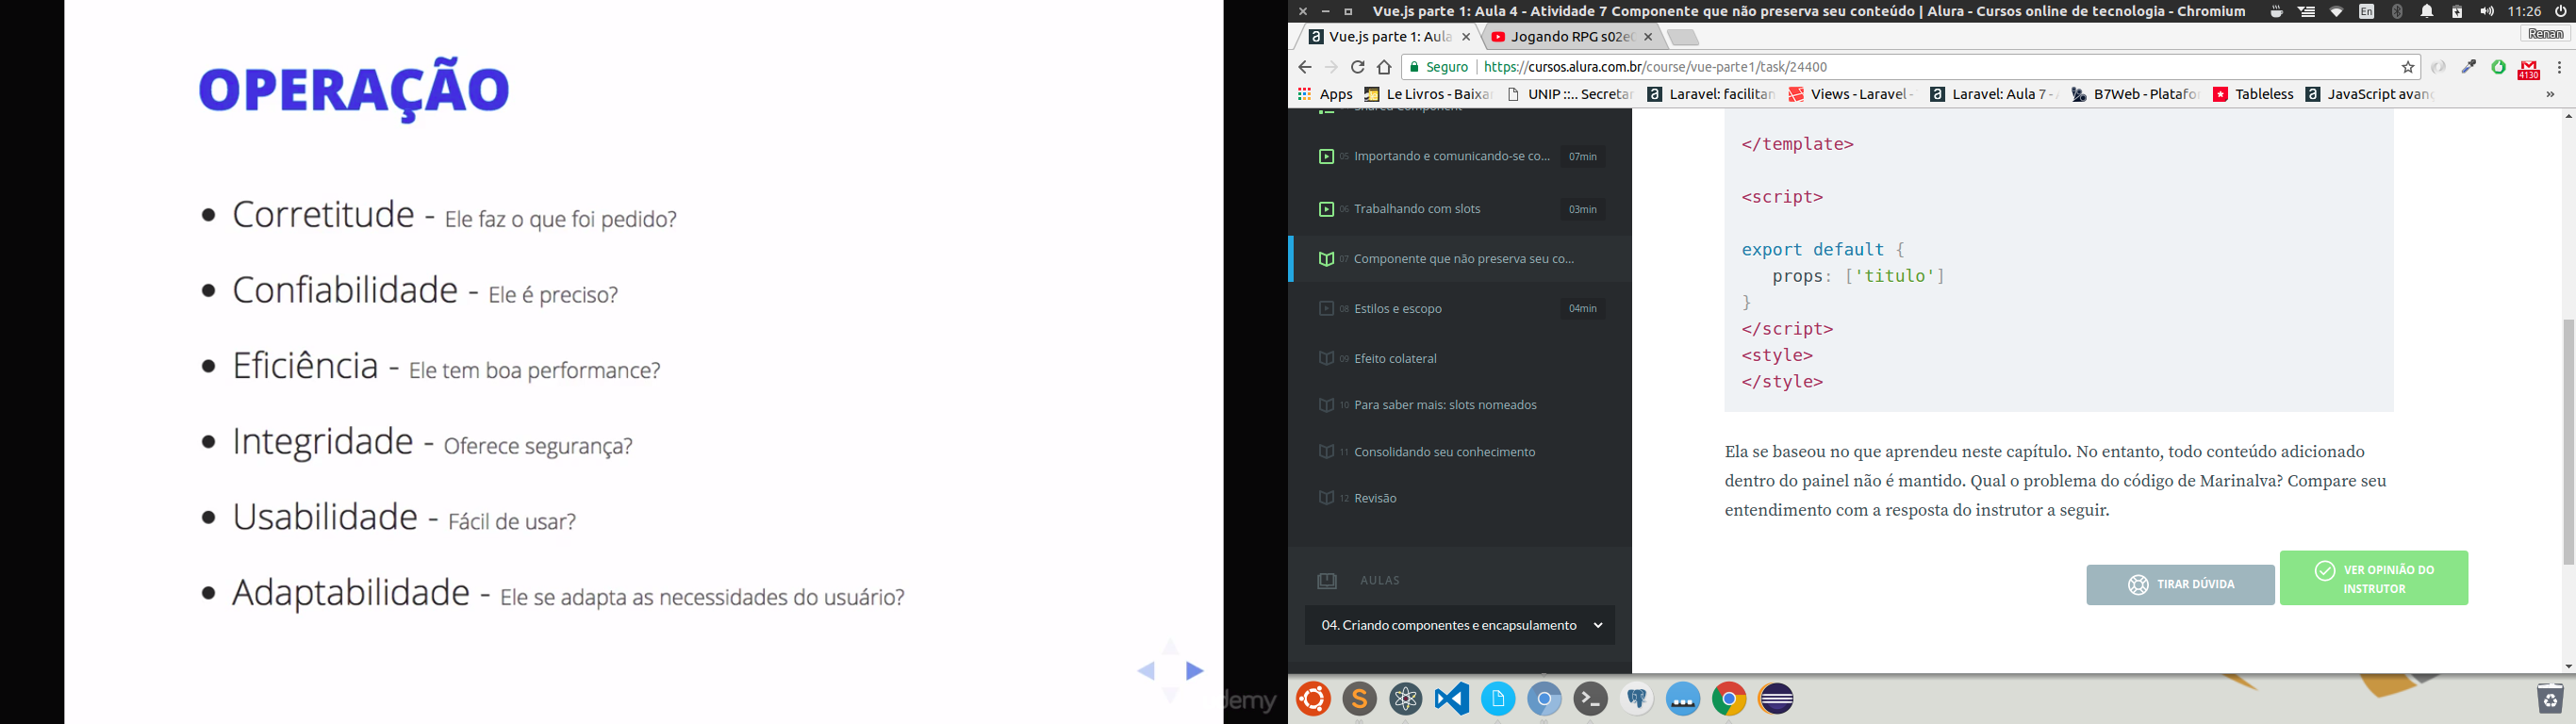 OPERAÇÃO
Corretitude - Ele faz o que foi pedido?
Confiabilidade - Ele é preciso?
Eficiência - Ele tem boa performance?
Integridade - Oferece segurança?
Usabilidade - Fácil de usar?
Adaptabilidade - Ele se adapta as necessidades do usuário?
demy
Vue.js parte 1: Aula 4 - Atividade 7 Componente que não preserva seu conteúdo | Alura - Cursos online de tecnologia - Chromium
En
11:26
Vue.js parte 1: Aula
Jogando RPG s02e
Renan
Seguro
https://cursos.alura.com.br/course/vue-parte1/task/24400
4130
Apps
Le Livros - Baixa
UNIP ::.. Secretar
Laravel: facilitan
Views - Laravel -
Laravel: Aula 7 -
B7Web - Platafo
Tableless
JavaScript avan
»
Shared Component
05 Importando e comunicando-se co... 07min
06 Trabalhando com slots 03min
07 Componente que não preserva seu co...
08 Estilos e escopo 04min
09 Efeito colateral
10 Para saber mais: slots nomeados
11 Consolidando seu conhecimento
12 Revisão
AULAS
04. Criando componentes e encapsulamento
</template>
<script>
export default {
props: ['titulo']
}
</script>
<style>
</style>
Ela se baseou no que aprendeu neste capítulo. No entanto, todo conteúdo adicionado
dentro do painel não é mantido. Qual o problema do código de Marinalva? Compare seu
entendimento com a resposta do instrutor a seguir.
TIRAR DÚVIDA
VER OPINIÃO DO
INSTRUTOR